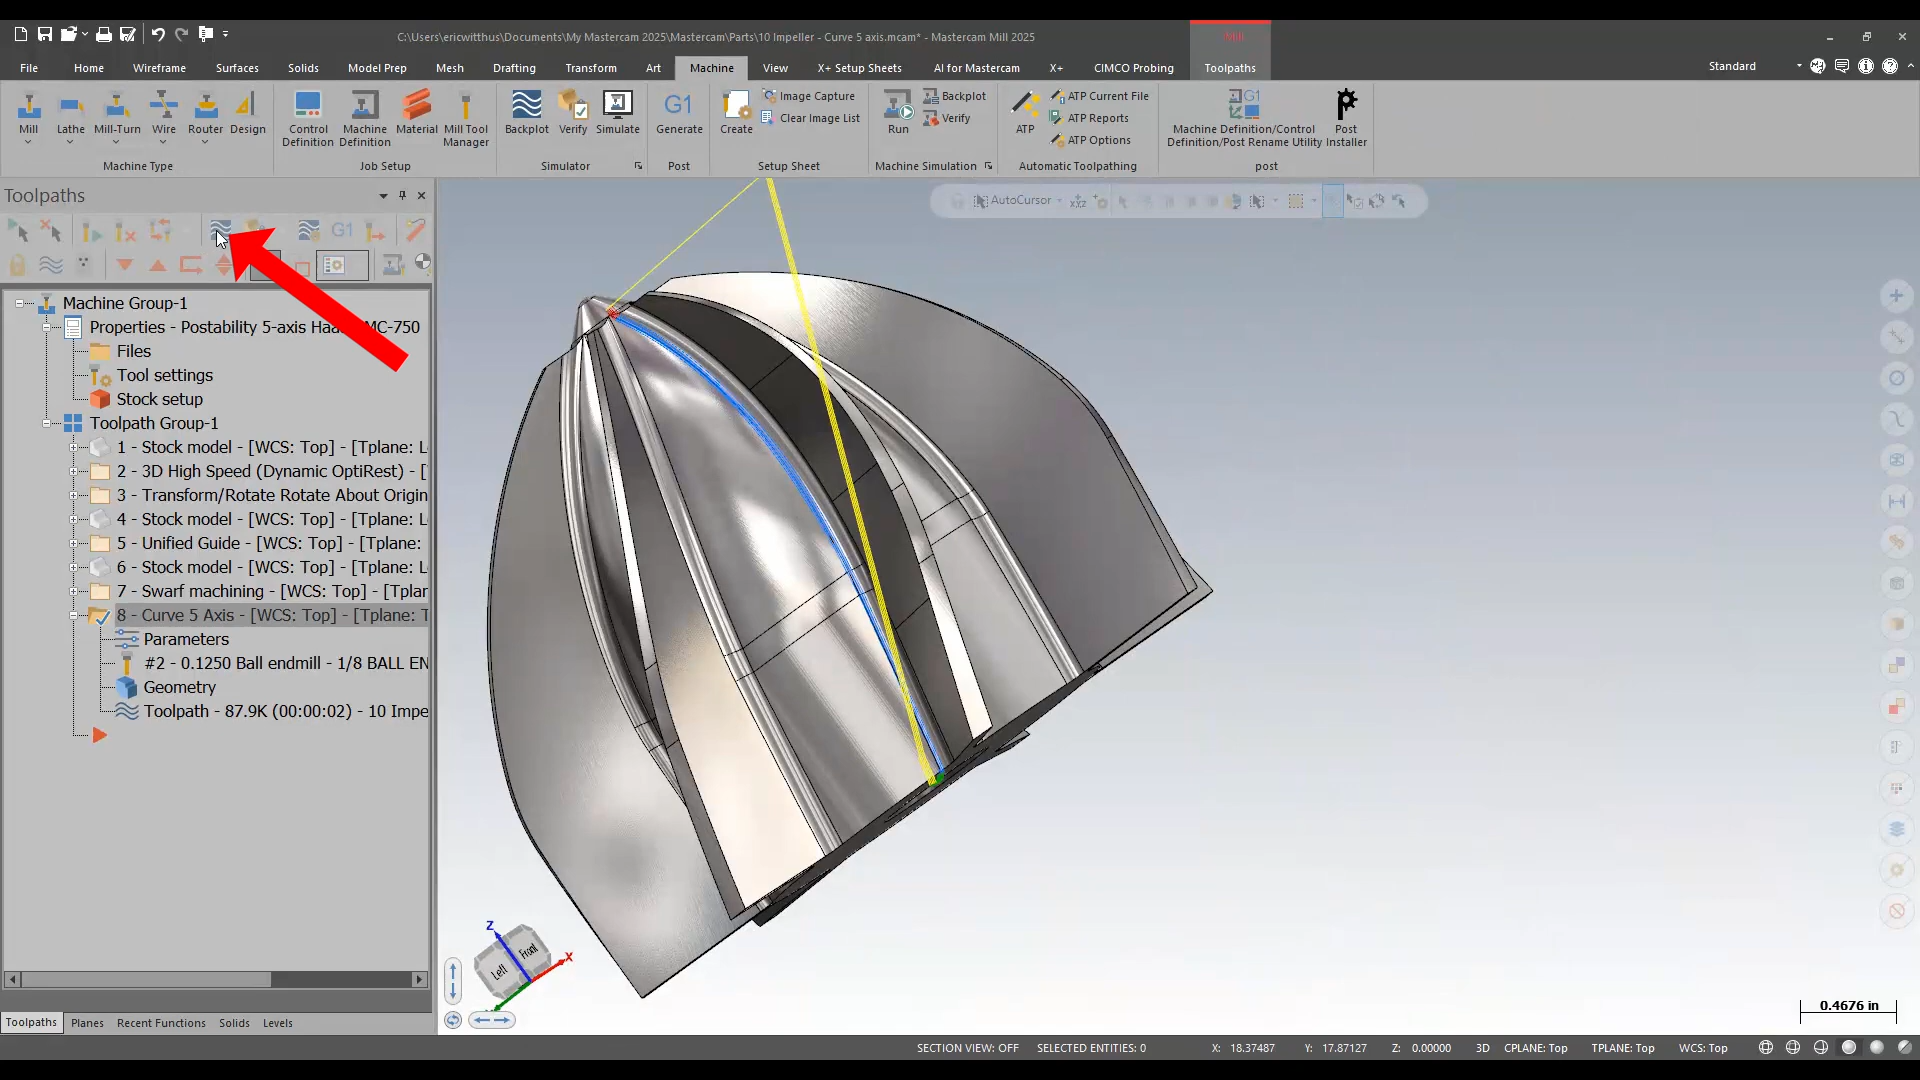 C:\Users\ericwitthus\Documents\My Mastercam 2025\Mastercam\Parts\10 Impeller - Curve 5 axis.mcam* - Mastercam Mill 2025
Mill
File Home Wireframe Surfaces Solids Model Prep Mesh Drafting Transform Art Machine View X+ Setup Sheets AI for Mastercam X+ CIMCO Probing Toolpaths Standard
Image Capture
Backplot
ATP Current File
Clear Image List
Verify
ATP Reports
ATP Options
Mill Lathe Mill-Turn Wire Router Design
Control Definition
Machine Definition
Material
Mill Tool Manager
Backplot Verify Simulate
G1
Generate
Create
Run
ATP
G1
Machine Definition/Control Definition/Post Rename Utility
Post Installer
Machine Type Job Setup Simulator Post Setup Sheet Machine Simulation Automatic Toolpathing post
Toolpaths
AutoCursor
XYZ
G1
Machine Group-1
Properties - Postability 5-axis Haa MC-750
Files
Tool settings
Stock setup
Toolpath Group-1
1 - Stock model - [WCS: Top] - [Tplane: L
2 - 3D High Speed (Dynamic OptiRest) - [
3 - Transform/Rotate Rotate About Origin
4 - Stock model - [WCS: Top] - [Tplane: L
5 - Unified Guide - [WCS: Top] - [Tplane:
6 - Stock model - [WCS: Top] - [Tplane: L
7 - Swarf machining - [WCS: Top] - [Tplar
8 - Curve 5 Axis - [WCS: Top] - [Tplane: T
Parameters
#2 - 0.1250 Ball endmill - 1/8 BALL EN
Geometry
Toolpath - 87.9K (00:00:02) - 10 Impe
Z
X
Left
Front
0.4676 in
Toolpaths Planes Recent Functions Solids Levels
SECTION VIEW: OFF SELECTED ENTITIES: 0 X: 18.37487 Y: 17.87127 Z: 0.00000 3D CPLANE: Top TPLANE: Top WCS: Top